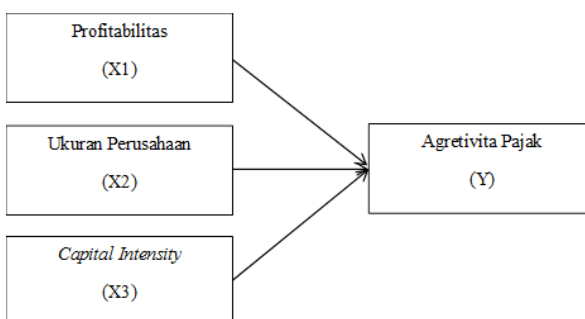 Profitabilitas
(X1)
Ukuran Perusahaan
(X2)
Capital Intensity
(X3)
Agretivita Pajak
(Y)